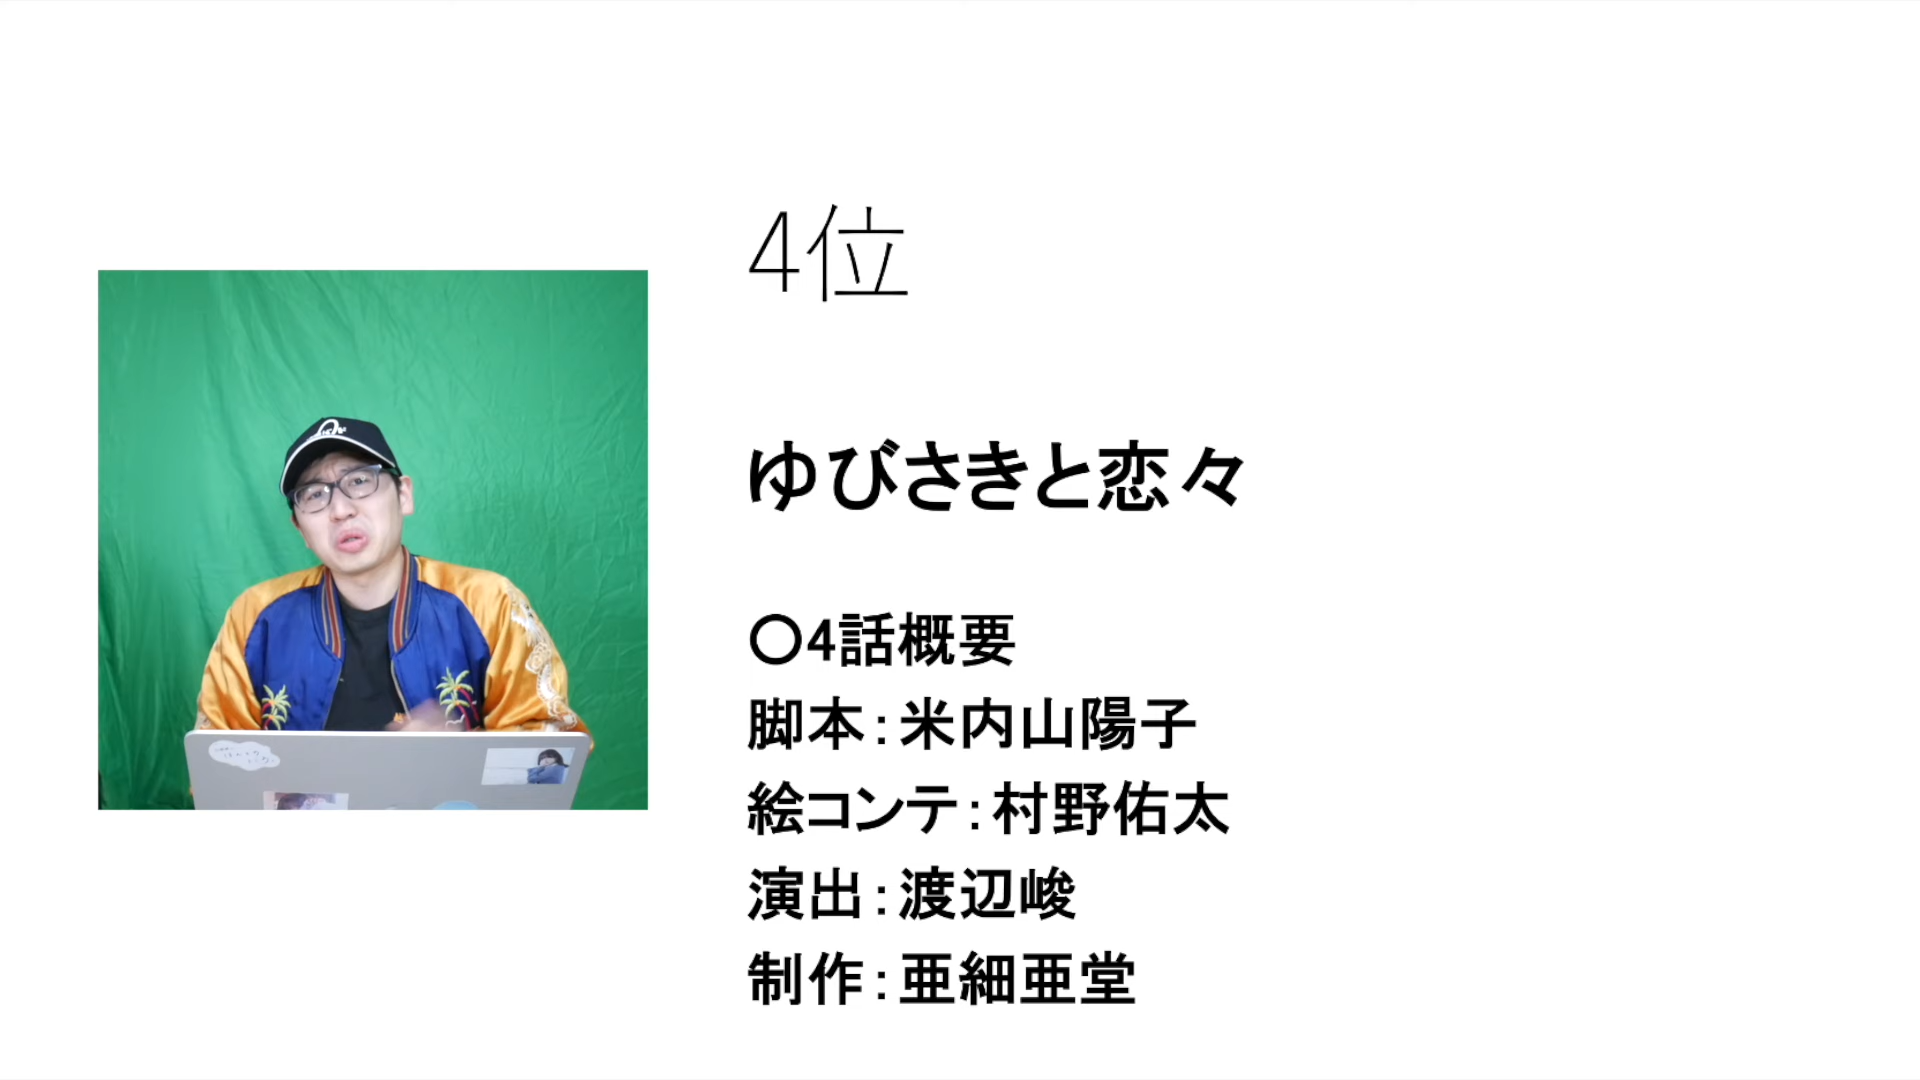 4位
ゆびさきと恋々
〇4話概要
脚本：米内山陽子
絵コンテ：村野佑太
演出：渡辺峻
制作：亜細亜堂